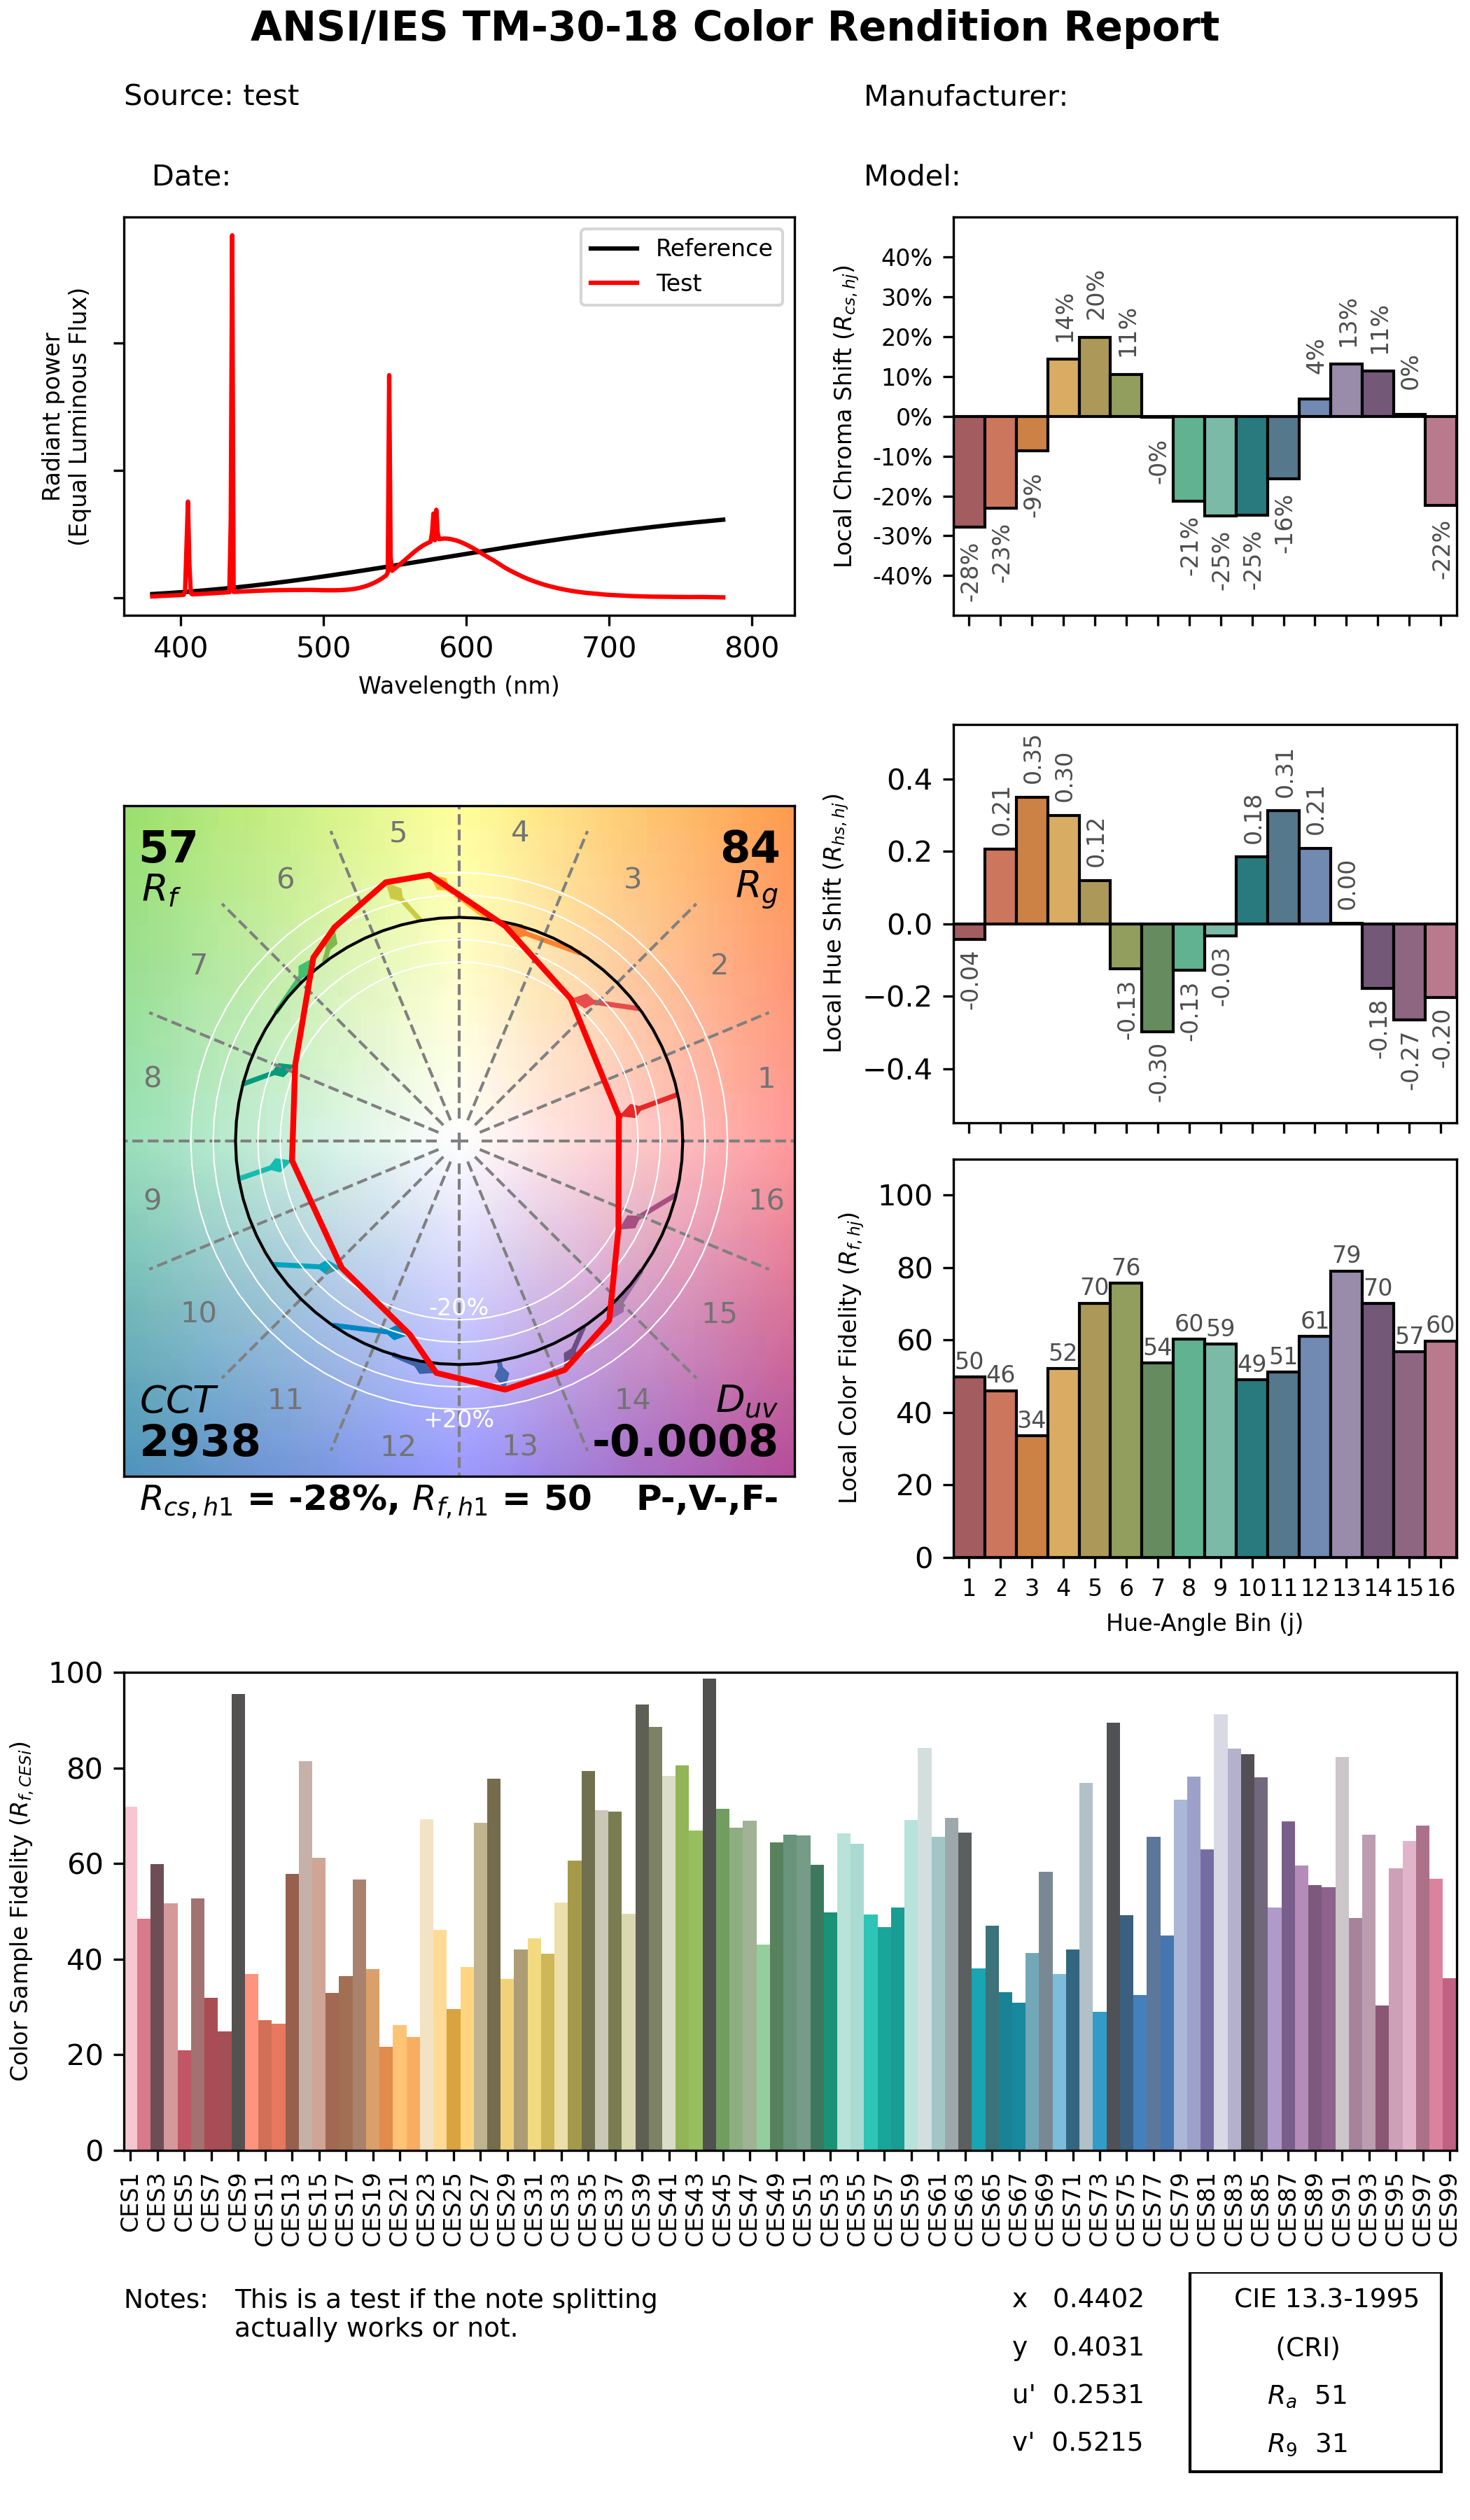 ANSI/IES TM-30-18 Color Rendition Report
Source: test
Manufacturer:
Date:
Model:
Radiant power
(Equal Luminous Flux)
Reference
Test
400 500 600 700 800
Wavelength (nm)
Local Chroma Shift (Rcs,hj)
40%
30%
20%
10%
0%
-10%
-20%
-30%
-40%
-28% -23% -9% 14% 20% 11% -0% -21% -25% -25% -16% 4% 13% 11% 0% -22%
Local Hue Shift (Rhs,hj)
0.4
0.2
0.0
−0.2
−0.4
-0.04 0.21 0.35 0.30 0.12 -0.13 -0.30 -0.13 -0.03 0.18 0.31 0.21 0.00 -0.18 -0.27 -0.20
57
Rf
84
Rg
1 2 3 4 5 6 7 8 9 10 11 12 13 14 15 16
-20%
+20%
CCT
2938
Duv
-0.0008
Rcs,h1 = -28%, Rf,h1 = 50 P-,V-,F-
Local Color Fidelity (Rf,hj)
100
80
60
40
20
0
50 46 34 52 70 76 54 60 59 49 51 61 79 70 57 60
1 2 3 4 5 6 7 8 9 10 11 12 13 14 15 16
Hue-Angle Bin (j)
Color Sample Fidelity (Rf,CESi)
100
80
60
40
20
0
CES1 CES3 CES5 CES7 CES9 CES11 CES13 CES15 CES17 CES19 CES21 CES23 CES25 CES27 CES29 CES31 CES33 CES35 CES37 CES39 CES41 CES43 CES45 CES47 CES49 CES51 CES53 CES55 CES57 CES59 CES61 CES63 CES65 CES67 CES69 CES71 CES73 CES75 CES77 CES79 CES81 CES83 CES85 CES87 CES89 CES91 CES93 CES95 CES97 CES99
Notes: This is a test if the note splitting
actually works or not.
x 0.4402
y 0.4031
u' 0.2531
v' 0.5215
CIE 13.3-1995
(CRI)
Ra 51
R9 31